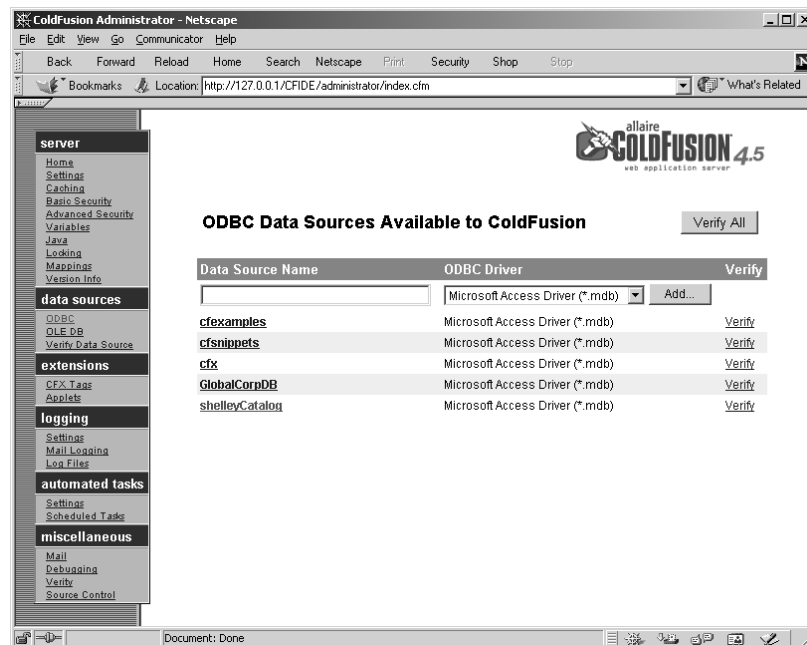 ColdFusion Administrator - Netscape
File Edit View Go Communicator Help
Back Forward Reload Home Search Netscape Print Security Shop Stop
Bookmarks Location: http://127.0.0.1/CFIDE/administrator/index.cfm What's Related
allaire
COLDFUSION 4.5
web application server
server
Home
Settings
Caching
Basic Security
Advanced Security
Variables
Java
Locking
Mappings
Version Info
data sources
ODBC
OLE DB
Verify Data Source
extensions
CFX Tags
Applets
logging
Settings
Mail Logging
Log Files
automated tasks
Settings
Scheduled Tasks
miscellaneous
Mail
Debugging
Verity
Source Control
ODBC Data Sources Available to ColdFusion Verify All
Data Source Name ODBC Driver Verify
Microsoft Access Driver (*.mdb) Add...
cfexamples Microsoft Access Driver (*.mdb) Verify
cfsnippets Microsoft Access Driver (*.mdb) Verify
cfx Microsoft Access Driver (*.mdb) Verify
GlobalCorpDB Microsoft Access Driver (*.mdb) Verify
shelleyCatalog Microsoft Access Driver (*.mdb) Verify
Document: Done